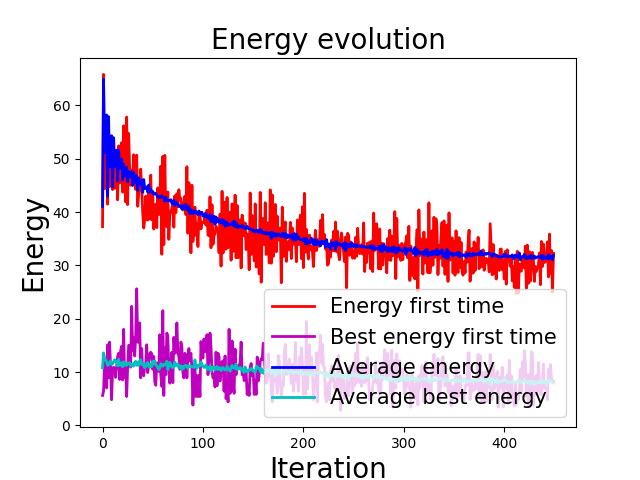 Energy evolution
Energy
60
50
40
30
20
10
0
Energy first time
Best energy first time
Average energy
Average best energy
0 100 200 300 400
Iteration